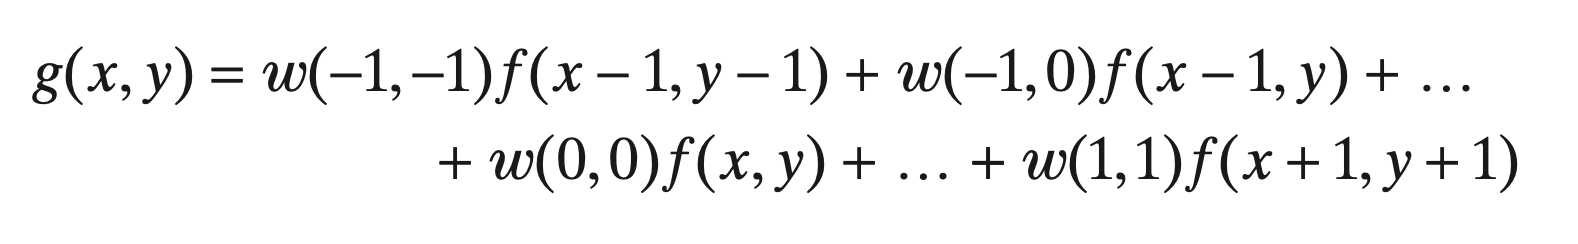 g(x, y) = w(−1, −1)f(x − 1, y − 1) + w(−1, 0)f(x − 1, y) + …
+ w(0, 0)f(x, y) + … + w(1, 1)f(x + 1, y + 1)